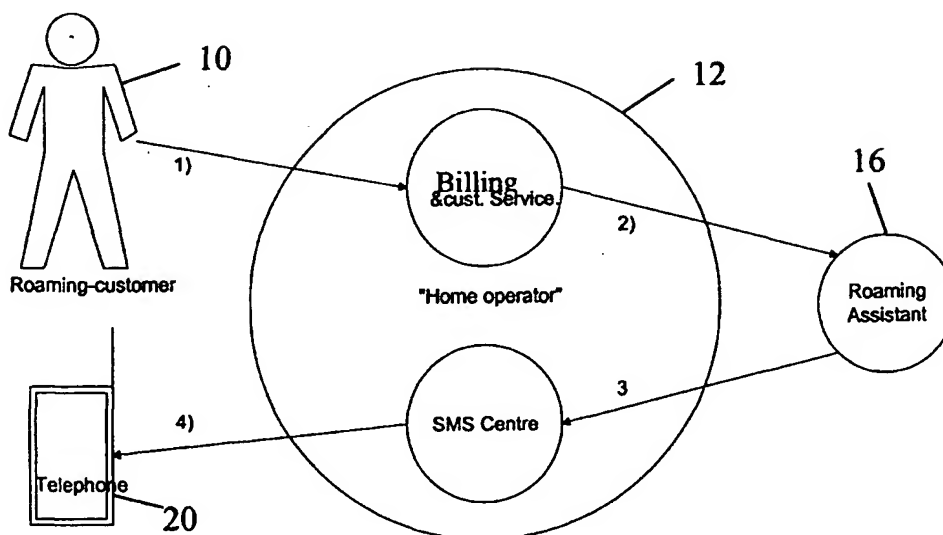 10
12
16
1)
Billing
&cust. Service.
2)
Roaming-customer
"Home operator"
Roaming
Assistant
3
SMS Centre
4)
Telephone
20